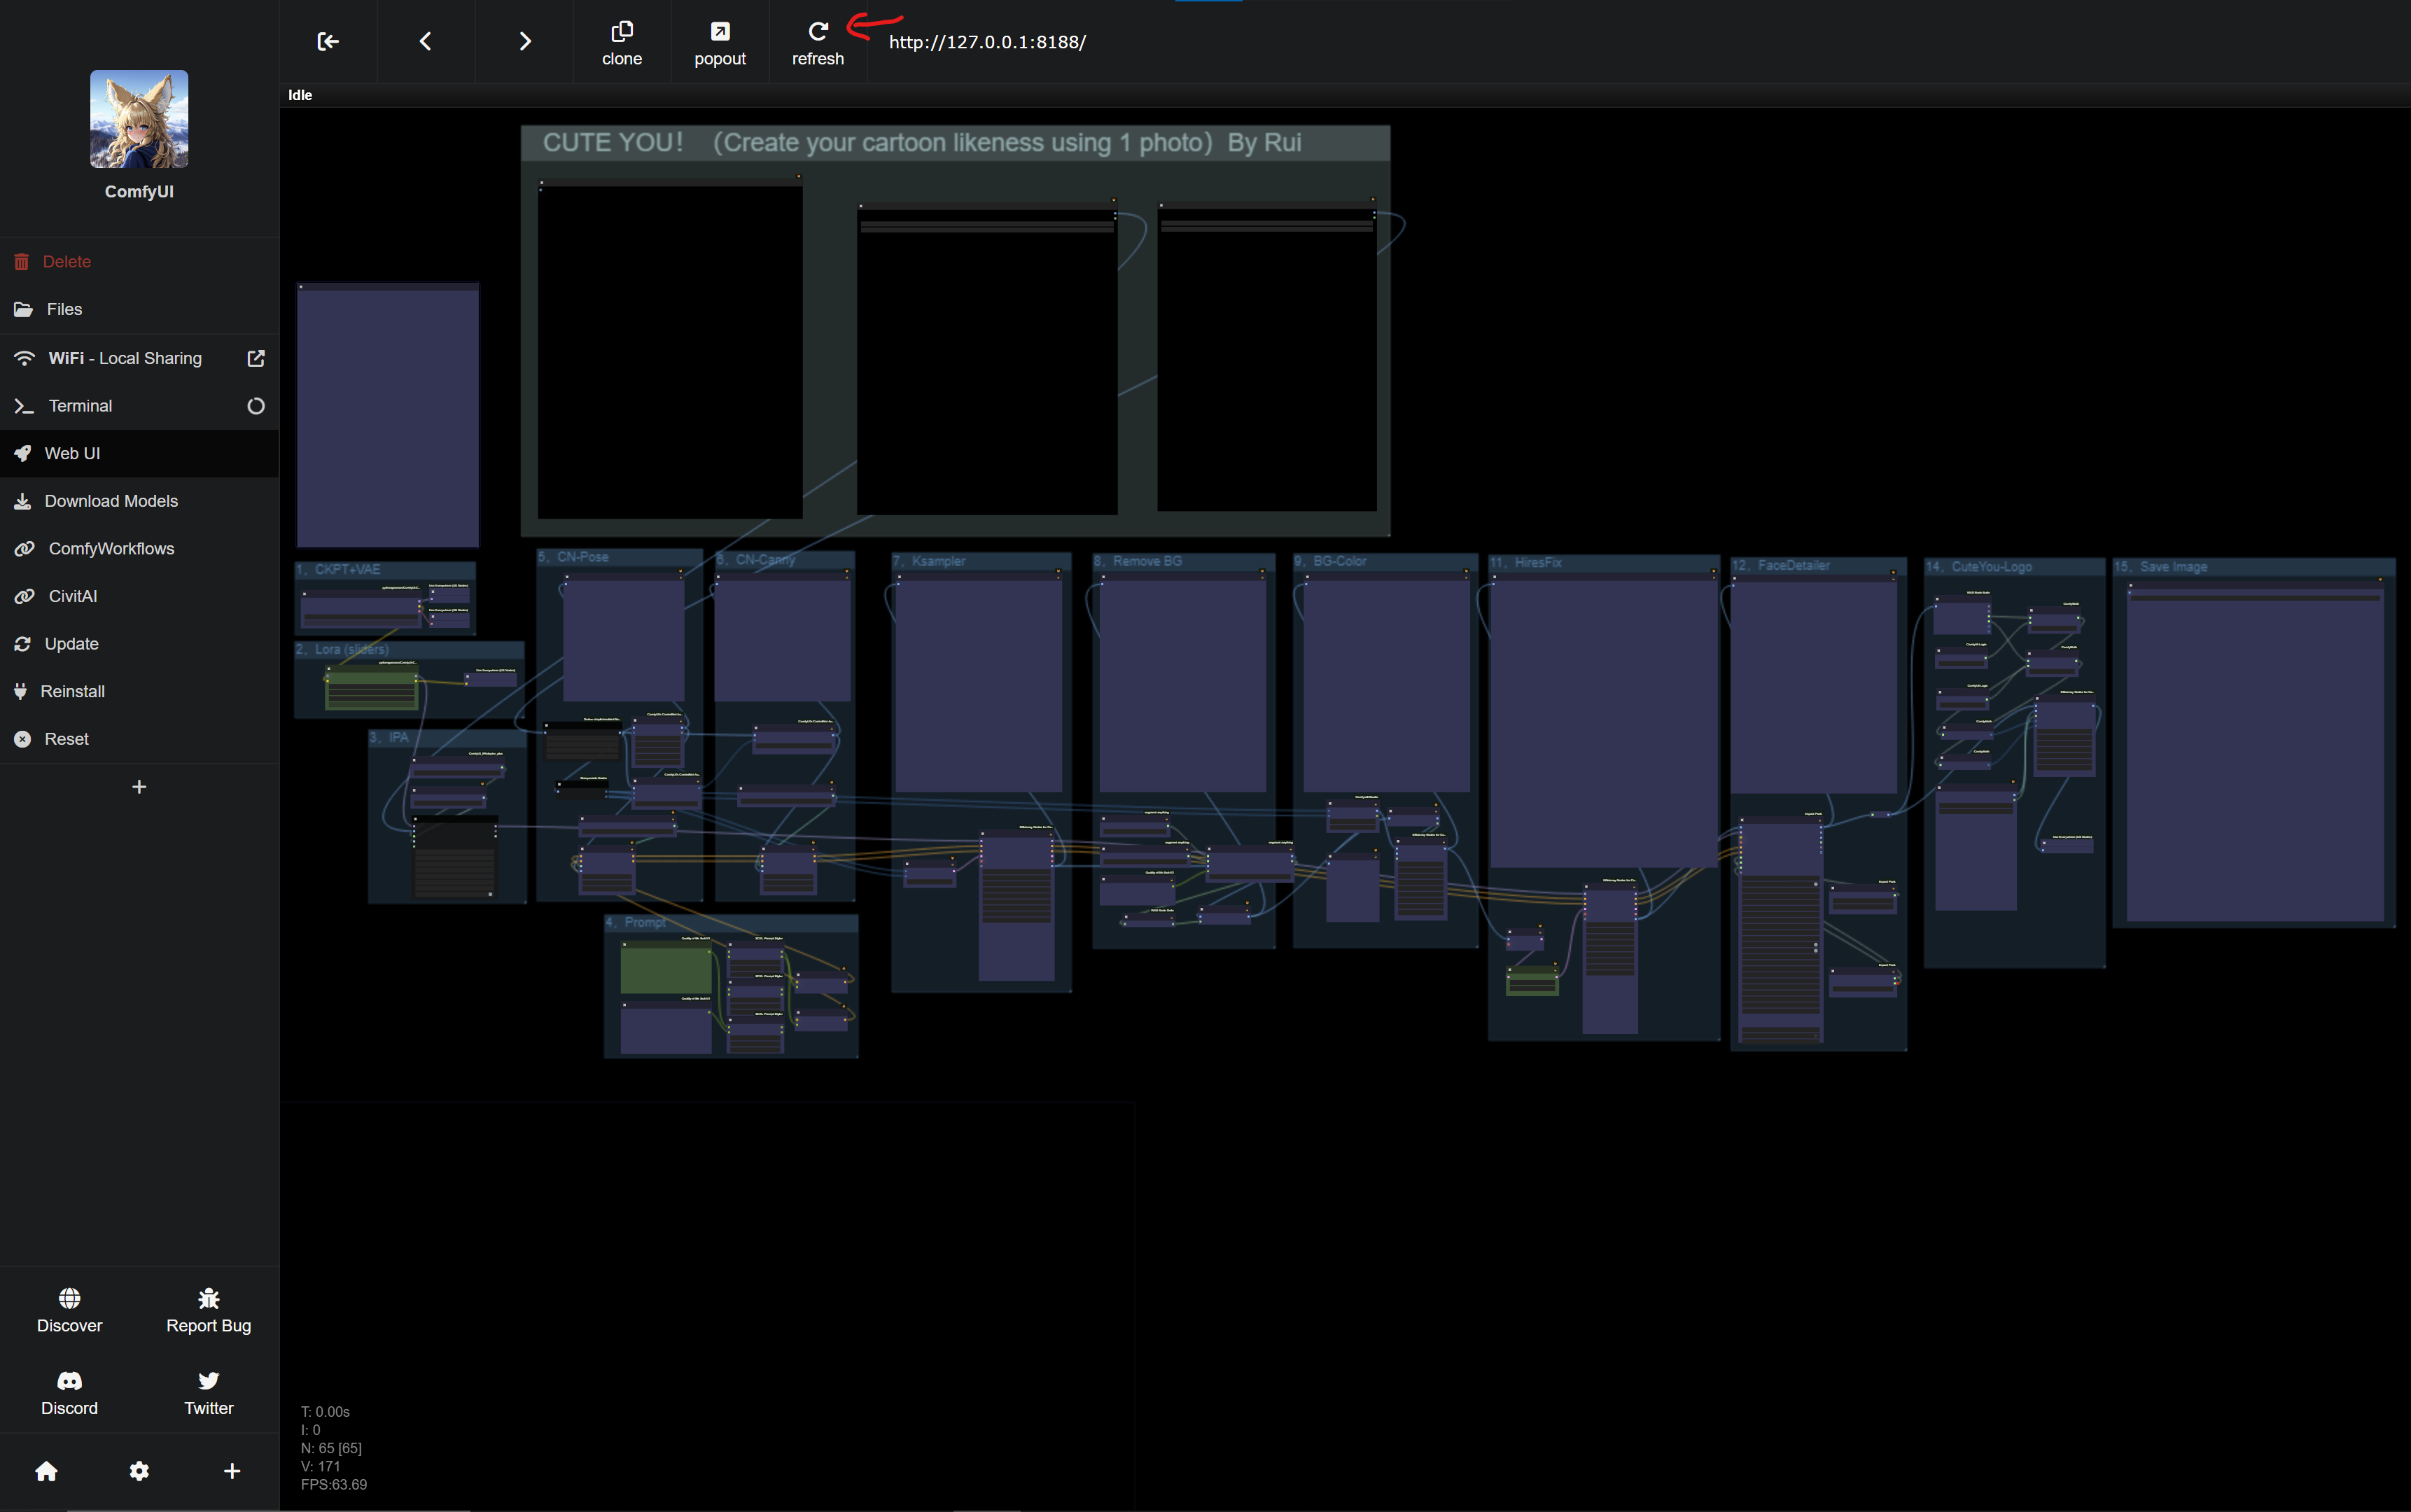 clone
popout
refresh
http://127.0.0.1:8188/
Idle
ComfyUI
Delete
Files
WiFi - Local Sharing
Terminal
Web UI
Download Models
ComfyWorkflows
CivitAI
Update
Reinstall
Reset
Discover
Report Bug
Discord
Twitter
CUTE YOU! (Create your cartoon likeness using 1 photo) By Rui
1, CKPT+VAE
2, Lora (sliders)
3, IPA
4, Prompt
5, CN-Pose
6, CN-Canny
7, Ksampler
8, Remove BG
9, BG-Color
11, HiresFix
12, FaceDetailer
14, CuteYou-Logo
15, Save Image
T: 0.00s
I: 0
N: 65 [65]
V: 171
FPS:63.69